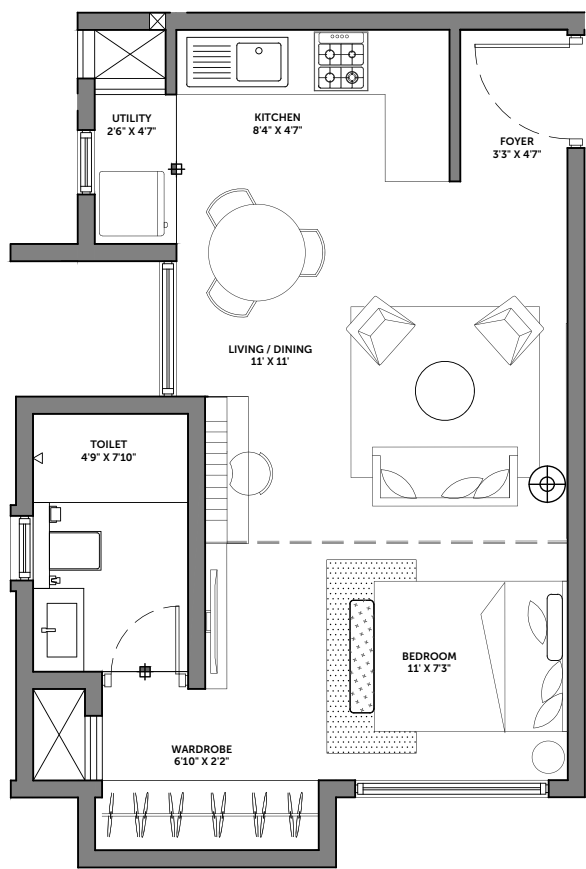 UTILITY
2'6" X 4'7"
KITCHEN
8'4" X 4'7"
FOYER
3'3" X 4'7"
LIVING / DINING
11' X 11'
TOILET
4'9" X 7'10"
BEDROOM
11' X 7'3"
WARDROBE
6'10" X 2'2"